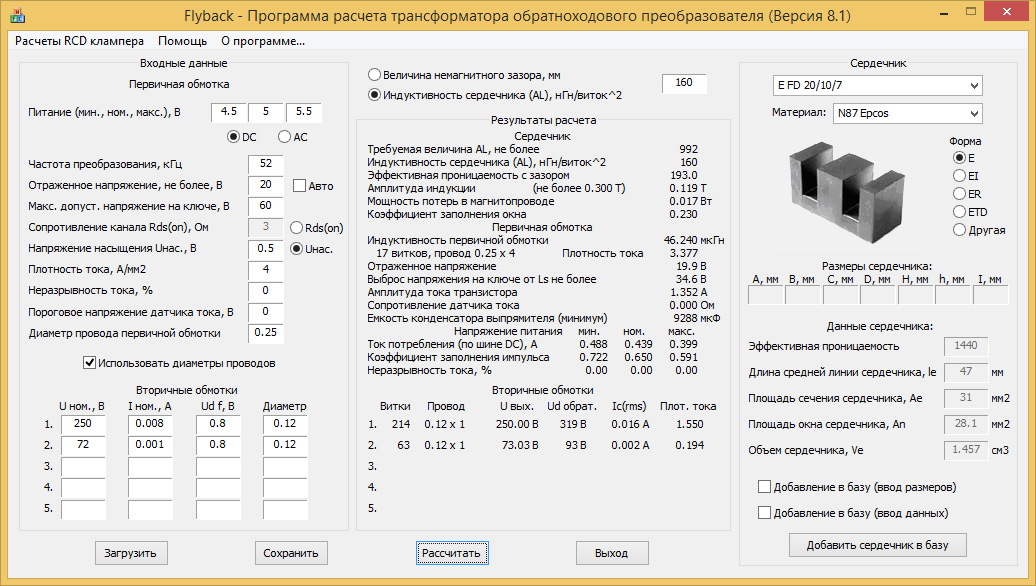 Flyback - Программа расчета трансформатора обратноходового преобразователя (Версия 8.1)
Расчеты RCD клампера Помощь О программе...
Входные данные
Первичная обмотка
Питание (мин., ном., макс.), В 4.5 5 5.5
DC AC
Частота преобразования, кГц 52
Отраженное напряжение, не более, В 20 Авто
Макс. допуст. напряжение на ключе, В 60
Сопротивление канала Rds(on), Ом 3 Rds(on)
Напряжение насыщения Uнас., В 0.5 Uнас.
Плотность тока, А/мм2 4
Неразрывность тока, % 0
Пороговое напряжение датчика тока, В 0
Диаметр провода первичной обмотки 0.25
Использовать диаметры проводов
Вторичные обмотки
U ном., В I ном., А Ud f, В Диаметр
1. 250 0.008 0.8 0.12
2. 72 0.001 0.8 0.12
3.
4.
5.
Загрузить Сохранить
Величина немагнитного зазора, мм
Индуктивность сердечника (AL), нГн/виток^2
160
Результаты расчета
Сердечник
Требуемая величина AL, не более 992
Индуктивность сердечника (AL), нГн/виток^2 160
Эффективная проницаемость с зазором 193.0
Амплитуда индукции (не более 0.300 Т) 0.119 Т
Мощность потерь в магнитопроводе 0.017 Вт
Коэффициент заполнения окна 0.230
Первичная обмотка
Индуктивность первичной обмотки 46.240 мкГн
17 витков, провод 0.25 x 4 Плотность тока 3.377
Отраженное напряжение 19.9 В
Выброс напряжения на ключе от Ls не более 34.6 В
Амплитуда тока транзистора 1.352 А
Сопротивление датчика тока 0.000 Ом
Емкость конденсатора выпрямителя (минимум) 9288 мкФ
Напряжение питания мин. ном. макс.
Ток потребления (по шине DC), А 0.488 0.439 0.399
Коэффициент заполнения импульса 0.722 0.650 0.591
Неразрывность тока, % 0.00 0.00 0.00
Вторичные обмотки
Витки Провод U вых. Ud обрат. Ic(rms) Плот. тока
1. 214 0.12 x 1 250.00 В 319 В 0.016 А 1.550
2. 63 0.12 x 1 73.03 В 93 В 0.002 А 0.194
3.
4.
5.
Рассчитать Выход
Сердечник
E FD 20/10/7
Материал: N87 Epcos
Форма
E
EI
ER
ETD
Другая
Размеры сердечника:
A, мм B, мм C, мм D, мм H, мм h, мм I, мм
Данные сердечника:
Эффективная проницаемость 1440
Длина средней линии сердечника, le 47 мм
Площадь сечения сердечника, Ae 31 мм2
Площадь окна сердечника, An 28.1 мм2
Объем сердечника, Ve 1.457 см3
Добавление в базу (ввод размеров)
Добавление в базу (ввод данных)
Добавить сердечник в базу